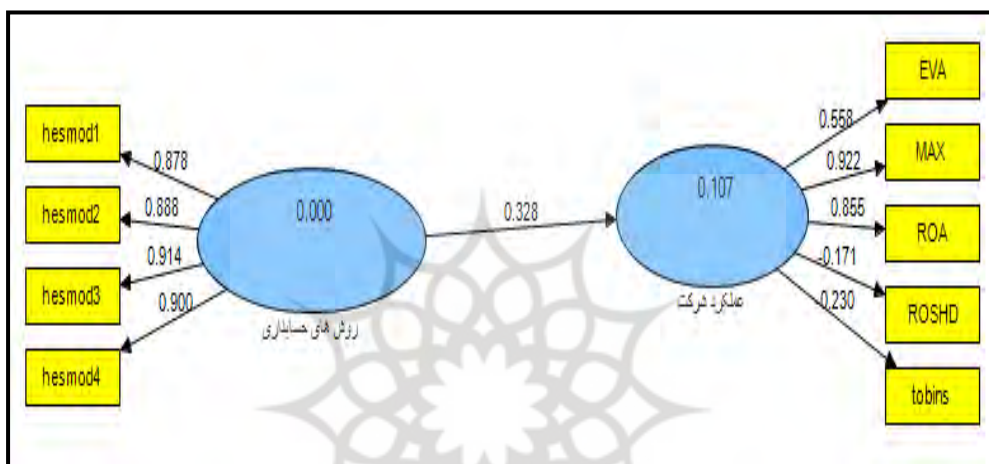 EVA
hesmod1
0.878
0.558
MAX
0.922
0.107
0.000
hesmod2
0.888
0.328
0.855
ROA
0.914
-0.171
hesmod3
0.900
0.230
ROSHD
روش های حسابداری
عملکرد شرکت
hesmod4
tobins